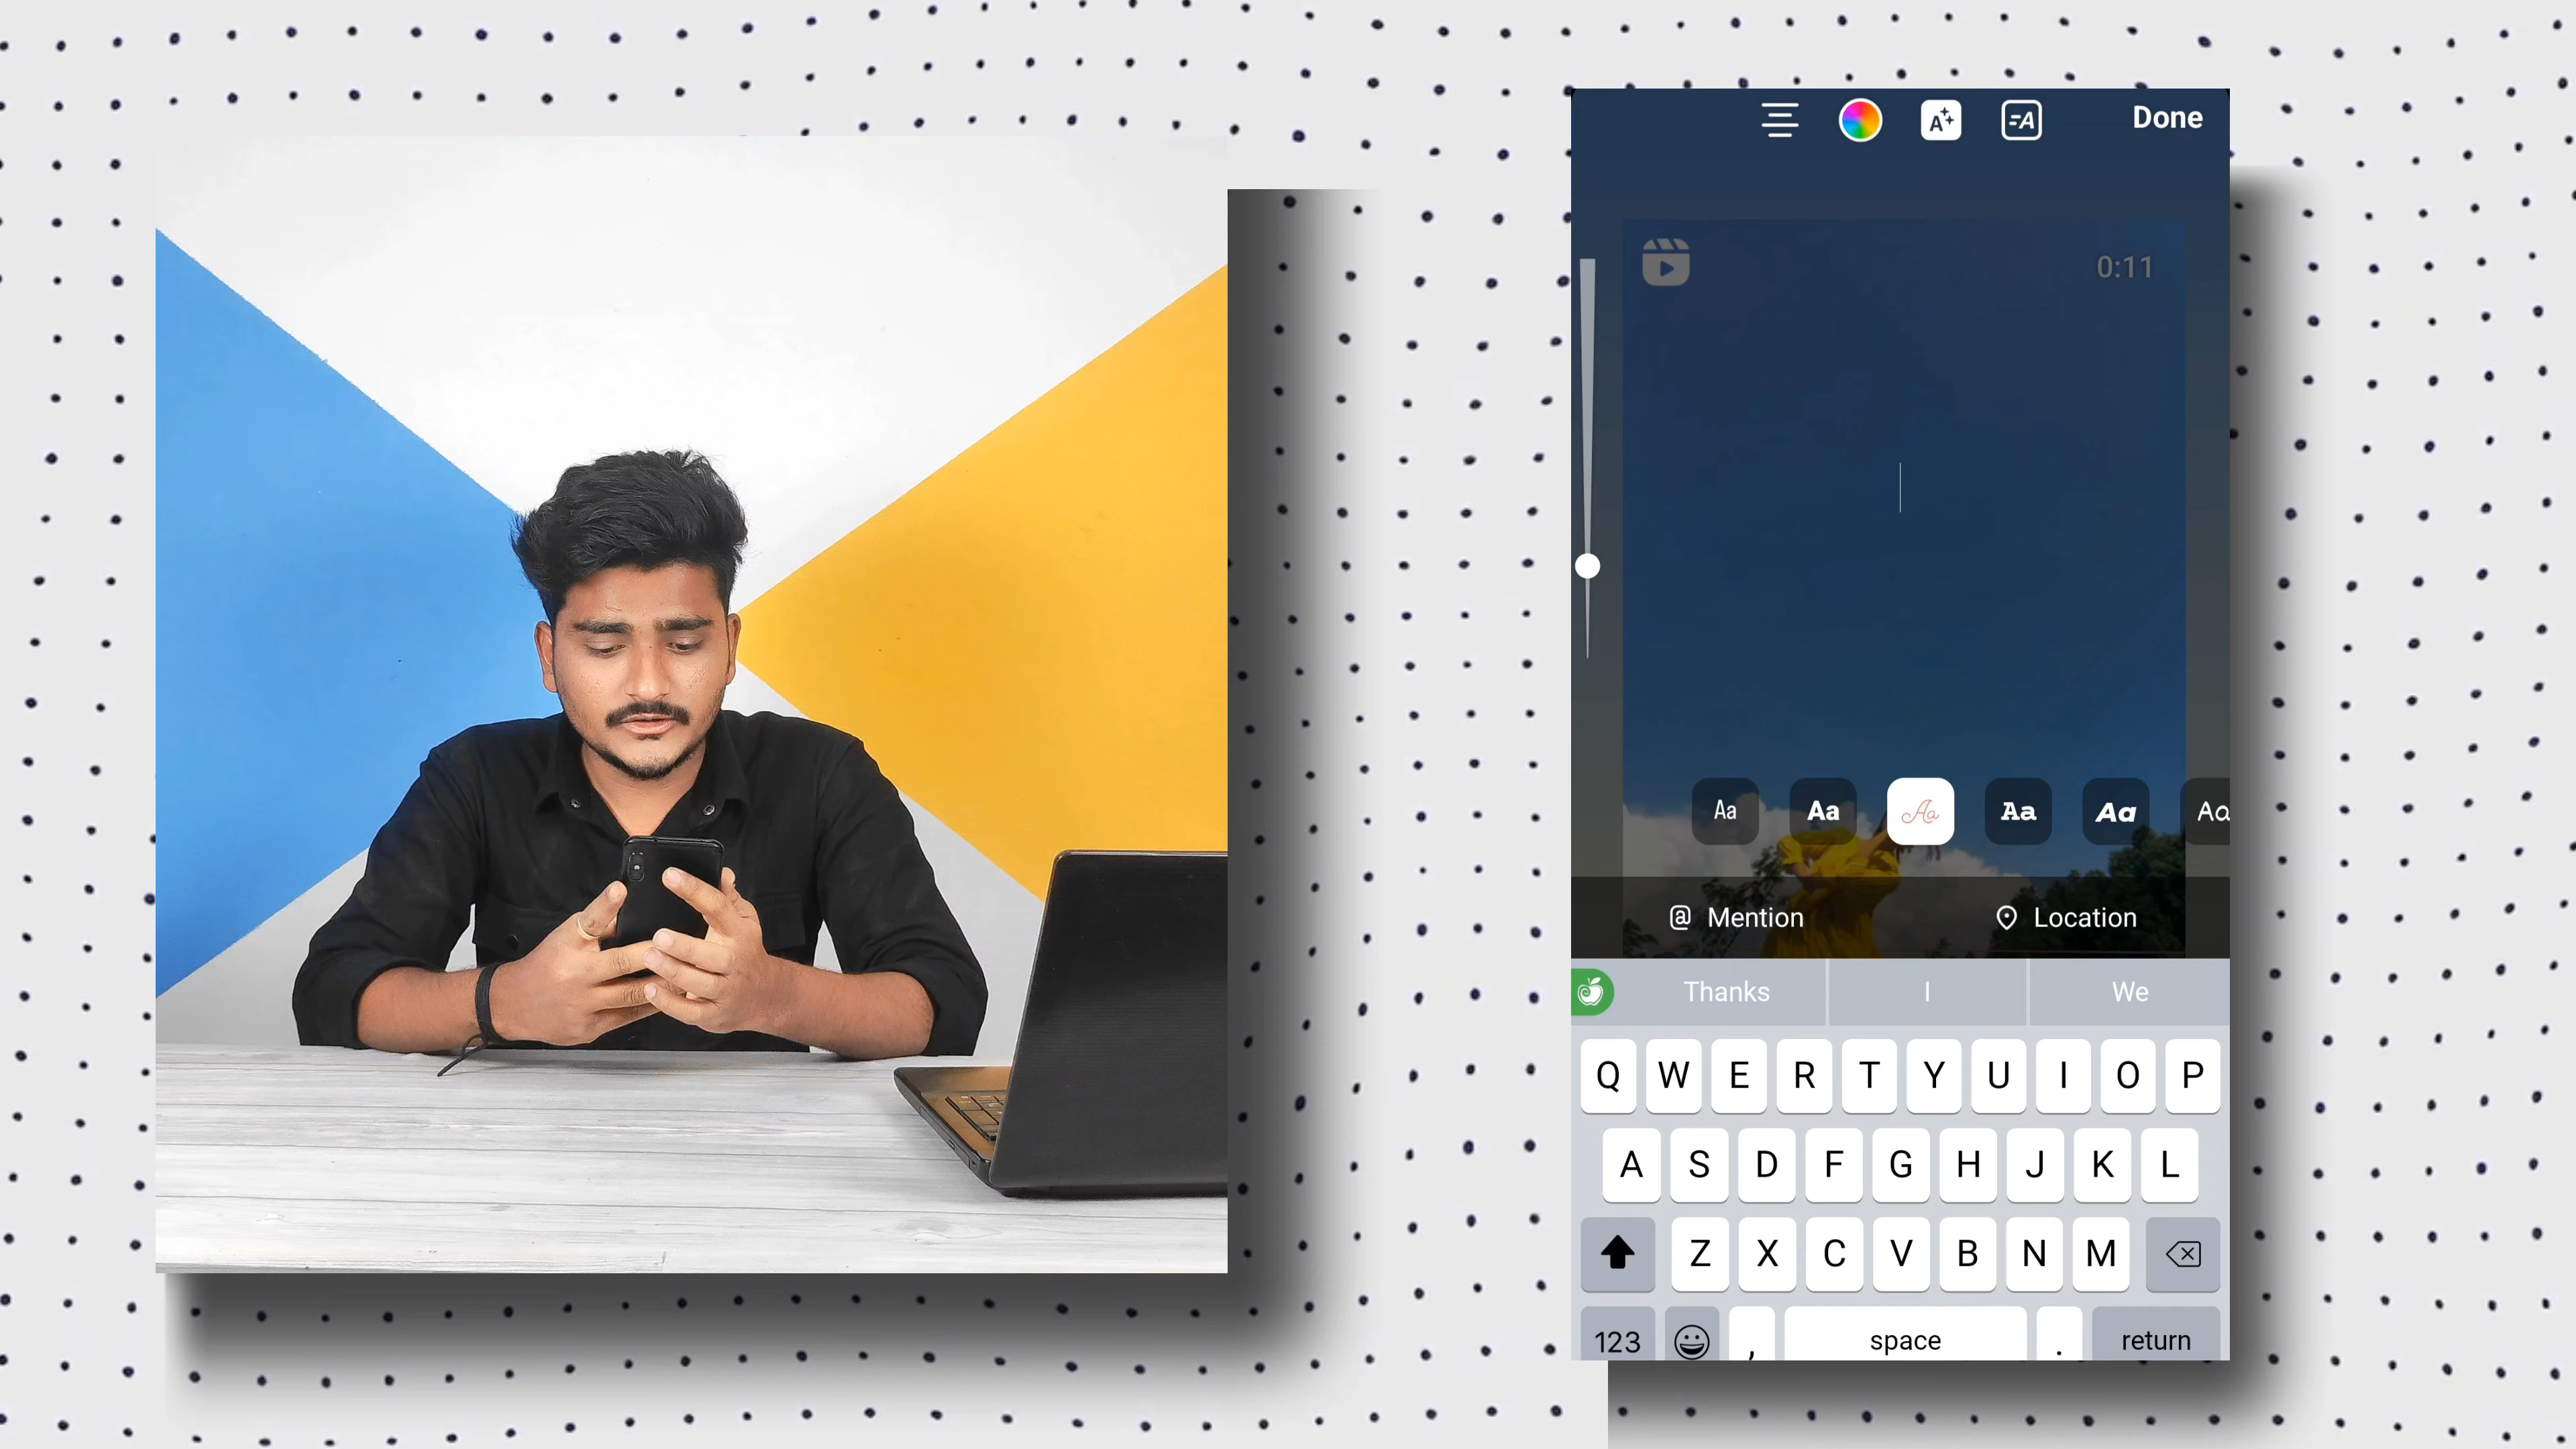 Done
0:11
Aa Aa Aa Aa Aa Aa
@ Mention Location
Thanks I We
Q W E R T Y U I O P
A S D F G H J K L
Z X C V B N M
123 , space . return